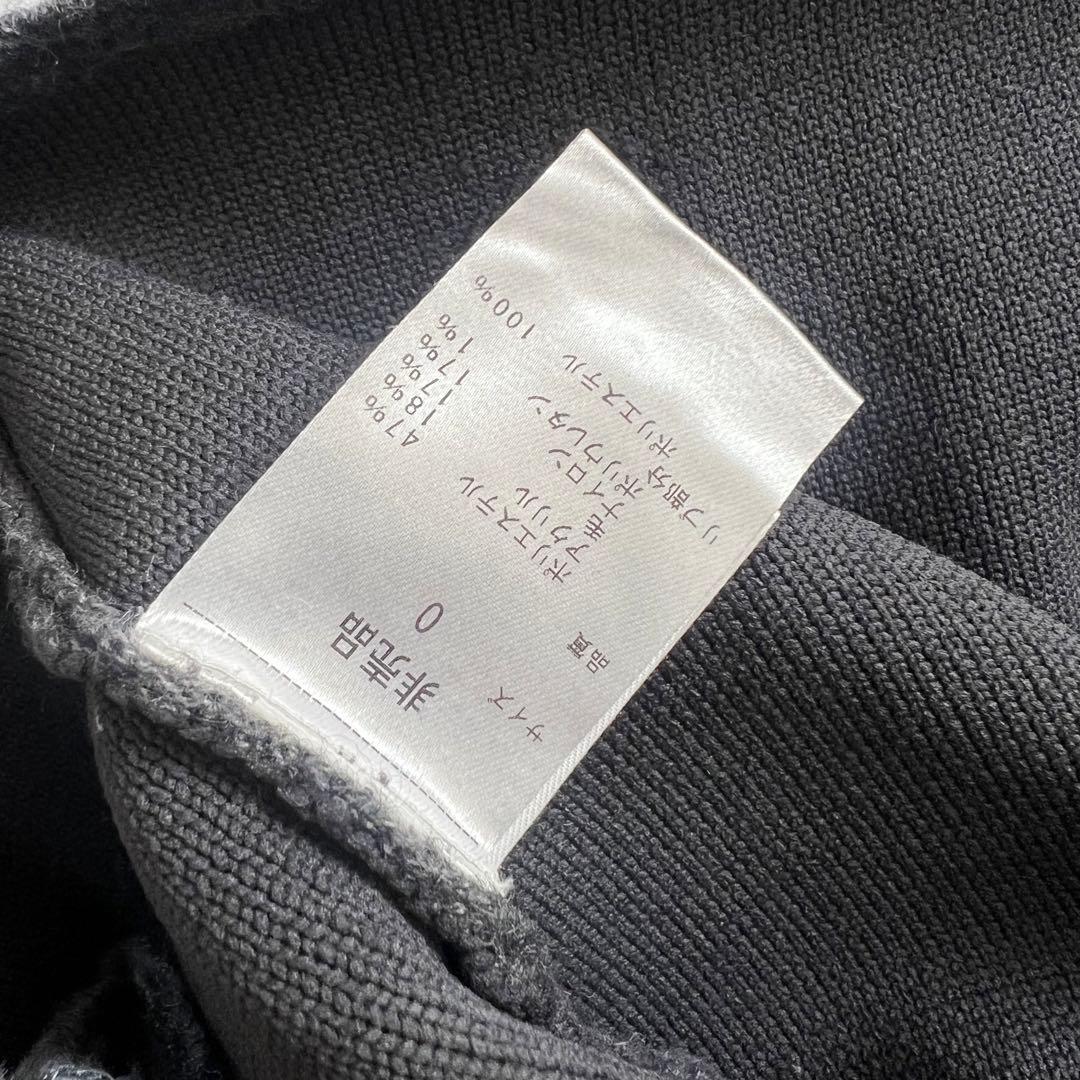 非売品
サイズ 0
品質 ポリエステル 47%
アクリル 18%
毛 17%
ナイロン 17%
ポリウレタン 1%
リブ部分 ポリエステル 100%